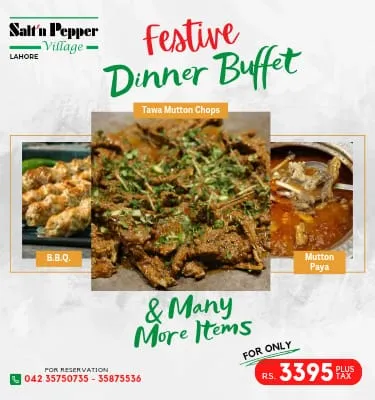 Salt'n Pepper
Village
LAHORE
Festive
Dinner Buffet
Tawa Mutton Chops
B.B.Q.
Mutton
Paya
& Many
More Items
FOR ONLY
RS. 3395 PLUS
TAX
FOR RESERVATION
042 35750735 - 35875536